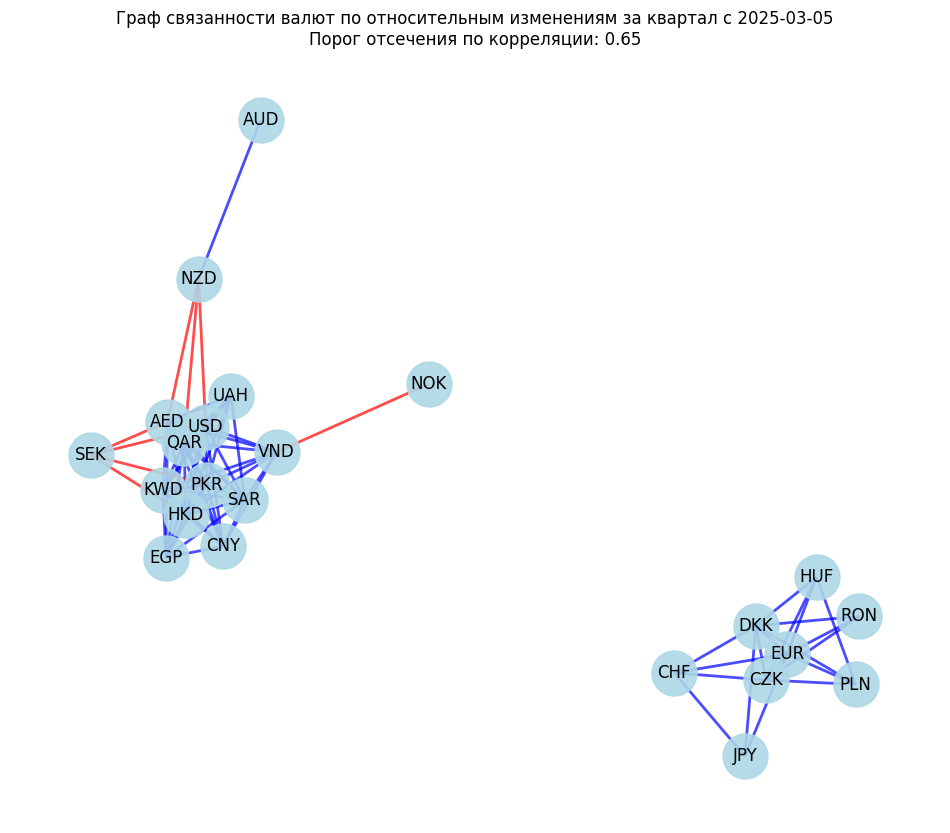 Граф связанности валют по относительным изменениям за квартал с 2025-03-05
Порог отсечения по корреляции: 0.65
AUD
NZD
NOK
UAH
AED
USD
QAR
VND
SEK
PKR
KWD
SAR
HKD
CNY
EGP
HUF
RON
DKK
EUR
CHF
CZK
PLN
JPY